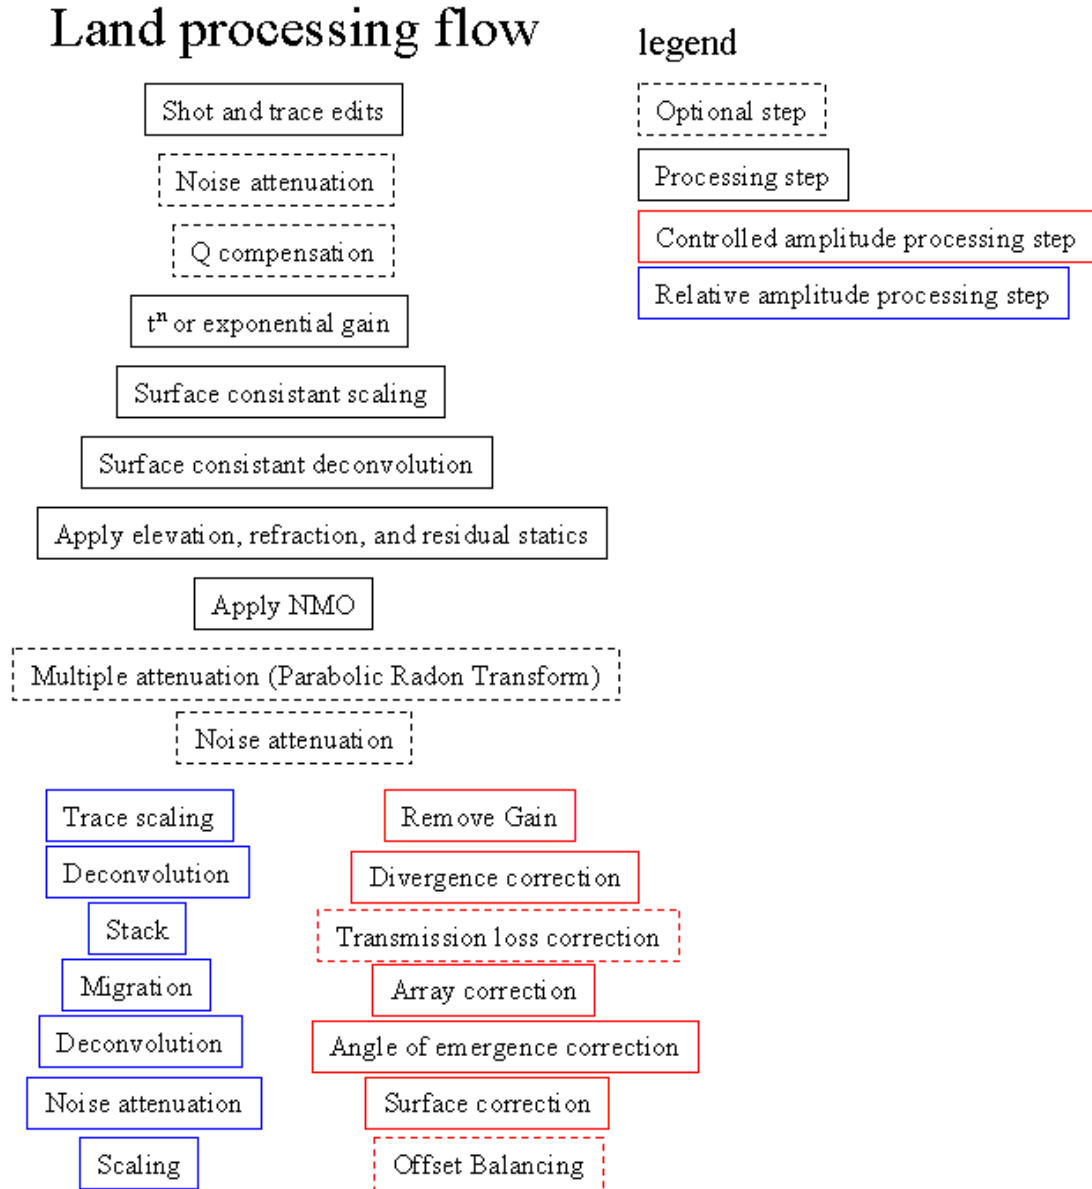 Land processing flow
legend
Shot and trace edits
Noise attenuation
Q compensation
tⁿ or exponential gain
Surface consistant scaling
Surface consistant deconvolution
Apply elevation, refraction, and residual statics
Apply NMO
Multiple attenuation (Parabolic Radon Transform)
Noise attenuation
Optional step
Processing step
Controlled amplitude processing step
Relative amplitude processing step
Trace scaling
Deconvolution
Stack
Migration
Deconvolution
Noise attenuation
Scaling
Remove Gain
Divergence correction
Transmission loss correction
Array correction
Angle of emergence correction
Surface correction
Offset Balancing